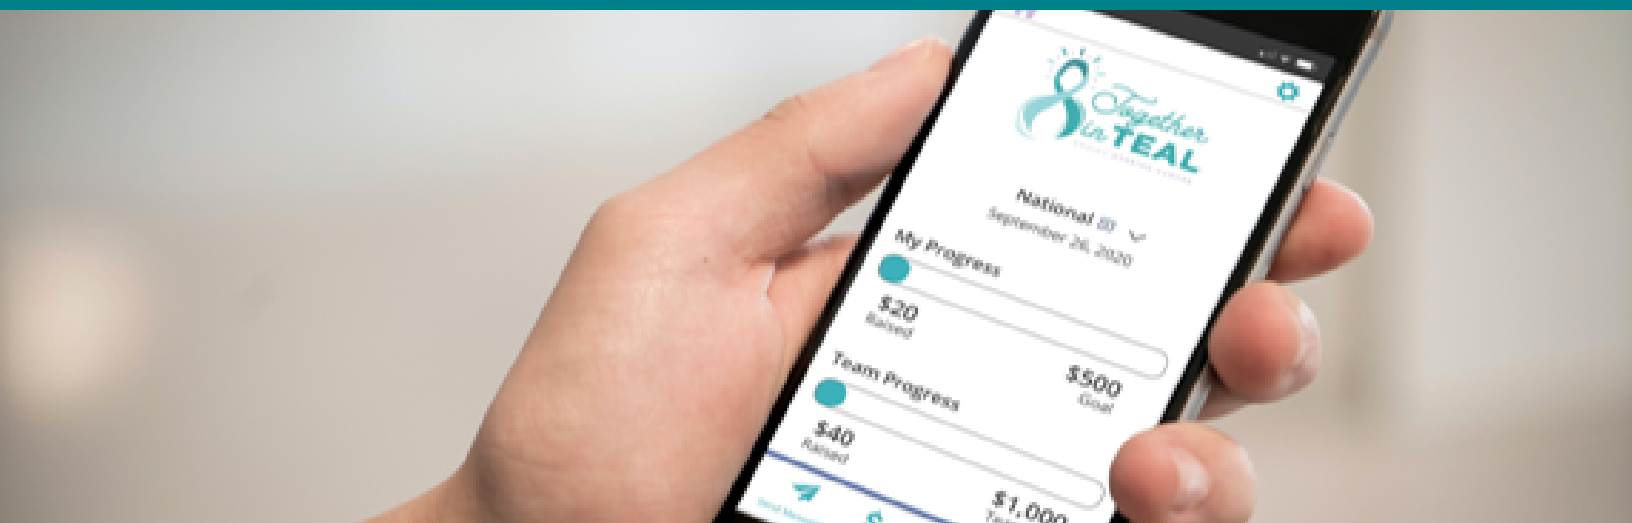 Together
in TEAL
National
September 26, 2020
My Progress
$20
Raised
$500
Goal
Team Progress
$40
Raised
$1,000